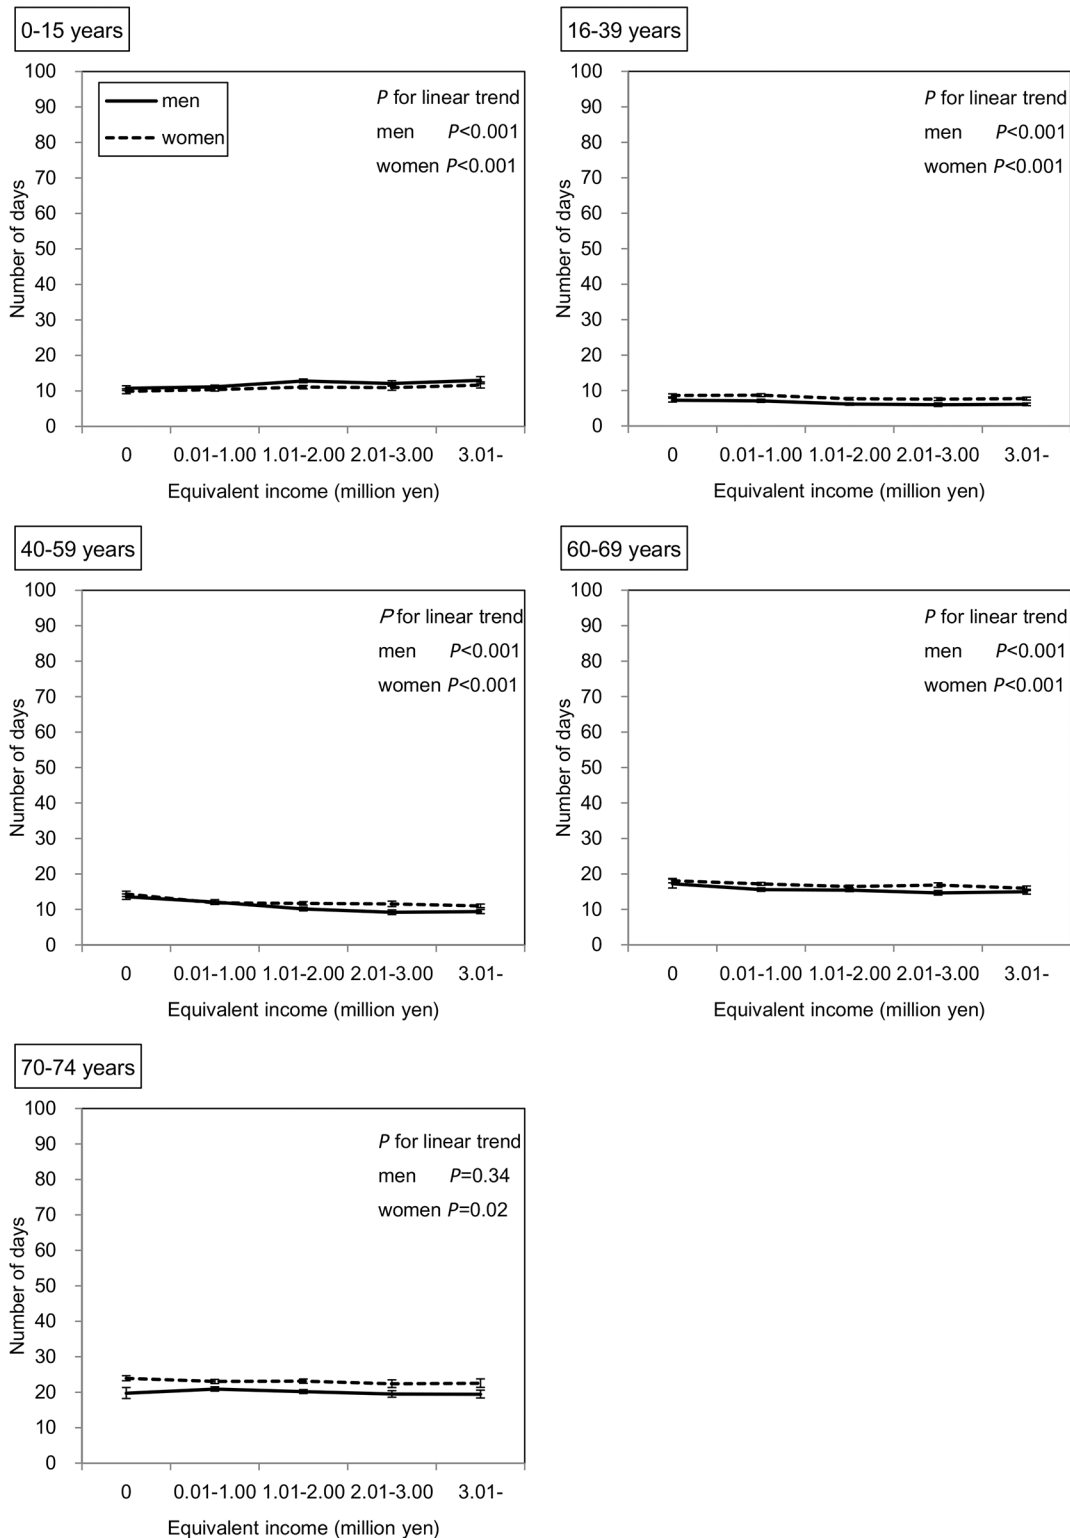 0-15 years
100
90
80
70
60
50
40
30
20
10
0
Number of days
men
women
P for linear trend
men P<0.001
women P<0.001
0 0.01-1.00 1.01-2.00 2.01-3.00 3.01-
Equivalent income (million yen)
16-39 years
100
90
80
70
60
50
40
30
20
10
0
Number of days
P for linear trend
men P<0.001
women P<0.001
0 0.01-1.00 1.01-2.00 2.01-3.00 3.01-
Equivalent income (million yen)
40-59 years
100
90
80
70
60
50
40
30
20
10
0
Number of days
P for linear trend
men P<0.001
women P<0.001
0 0.01-1.00 1.01-2.00 2.01-3.00 3.01-
Equivalent income (million yen)
60-69 years
100
90
80
70
60
50
40
30
20
10
0
Number of days
P for linear trend
men P<0.001
women P<0.001
0 0.01-1.00 1.01-2.00 2.01-3.00 3.01-
Equivalent income (million yen)
70-74 years
100
90
80
70
60
50
40
30
20
10
0
Number of days
P for linear trend
men P=0.34
women P=0.02
0 0.01-1.00 1.01-2.00 2.01-3.00 3.01-
Equivalent income (million yen)